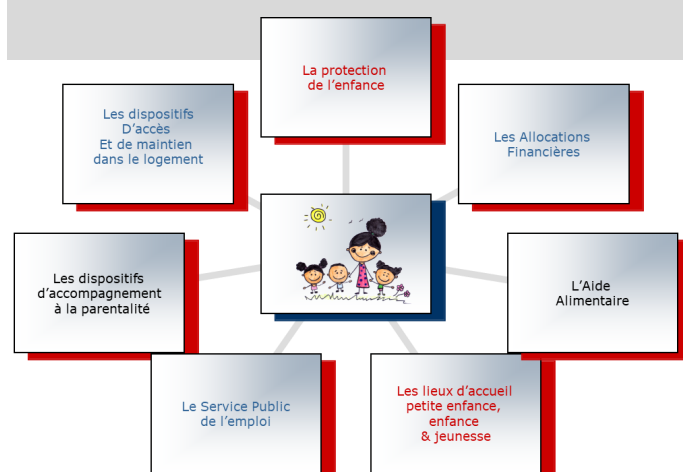 La protection
de l'enfance
Les dispositifs
D'accès
Et de maintien
dans le logement
Les Allocations
Financières
Les dispositifs
d'accompagnement
à la parentalité
L'Aide
Alimentaire
Le Service Public
de l'emploi
Les lieux d'accueil
petite enfance,
enfance
& jeunesse